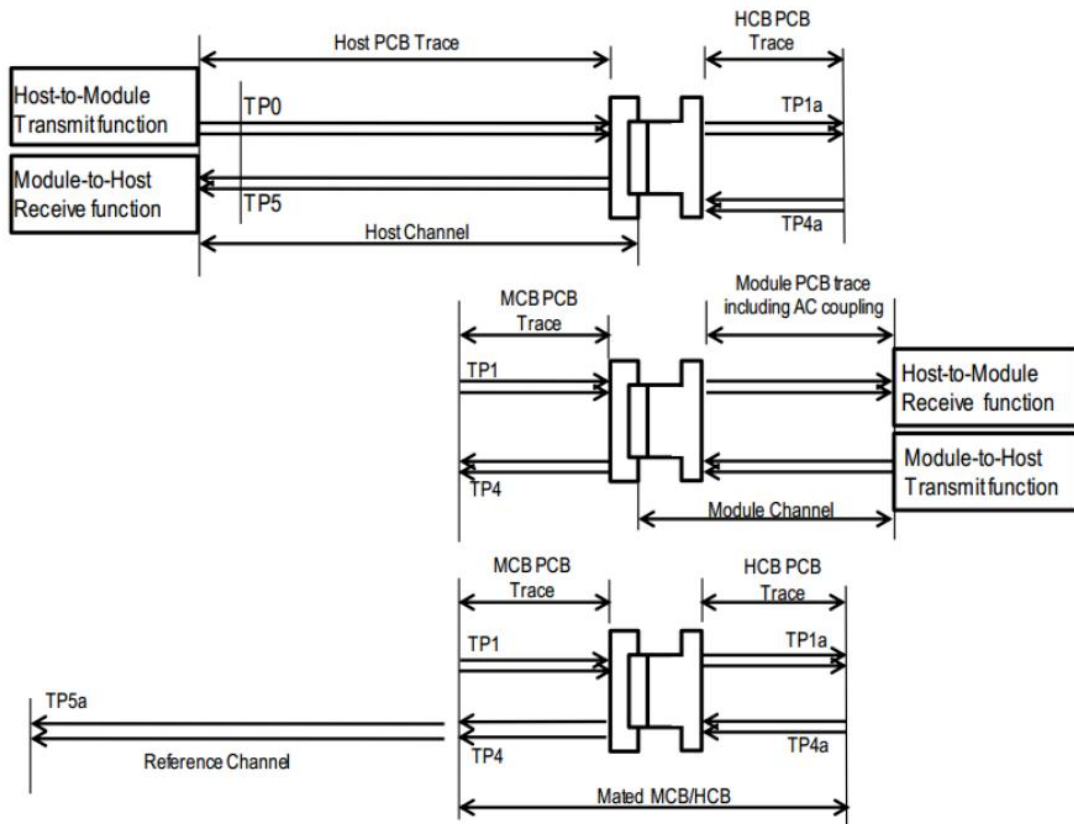 Host PCB Trace
HCB PCB
Trace
Host-to-Module
Transmit function
TP0
TP1a
Module-to-Host
Receive function
TP5
TP4a
Host Channel
MCB PCB
Trace
Module PCB trace
including AC coupling
TP1
Host-to-Module
Receive function
TP4
Module-to-Host
Transmit function
Module Channel
MCB PCB
Trace
HCB PCB
Trace
TP1
TP1a
TP5a
TP4
TP4a
Reference Channel
Mated MCB/HCB